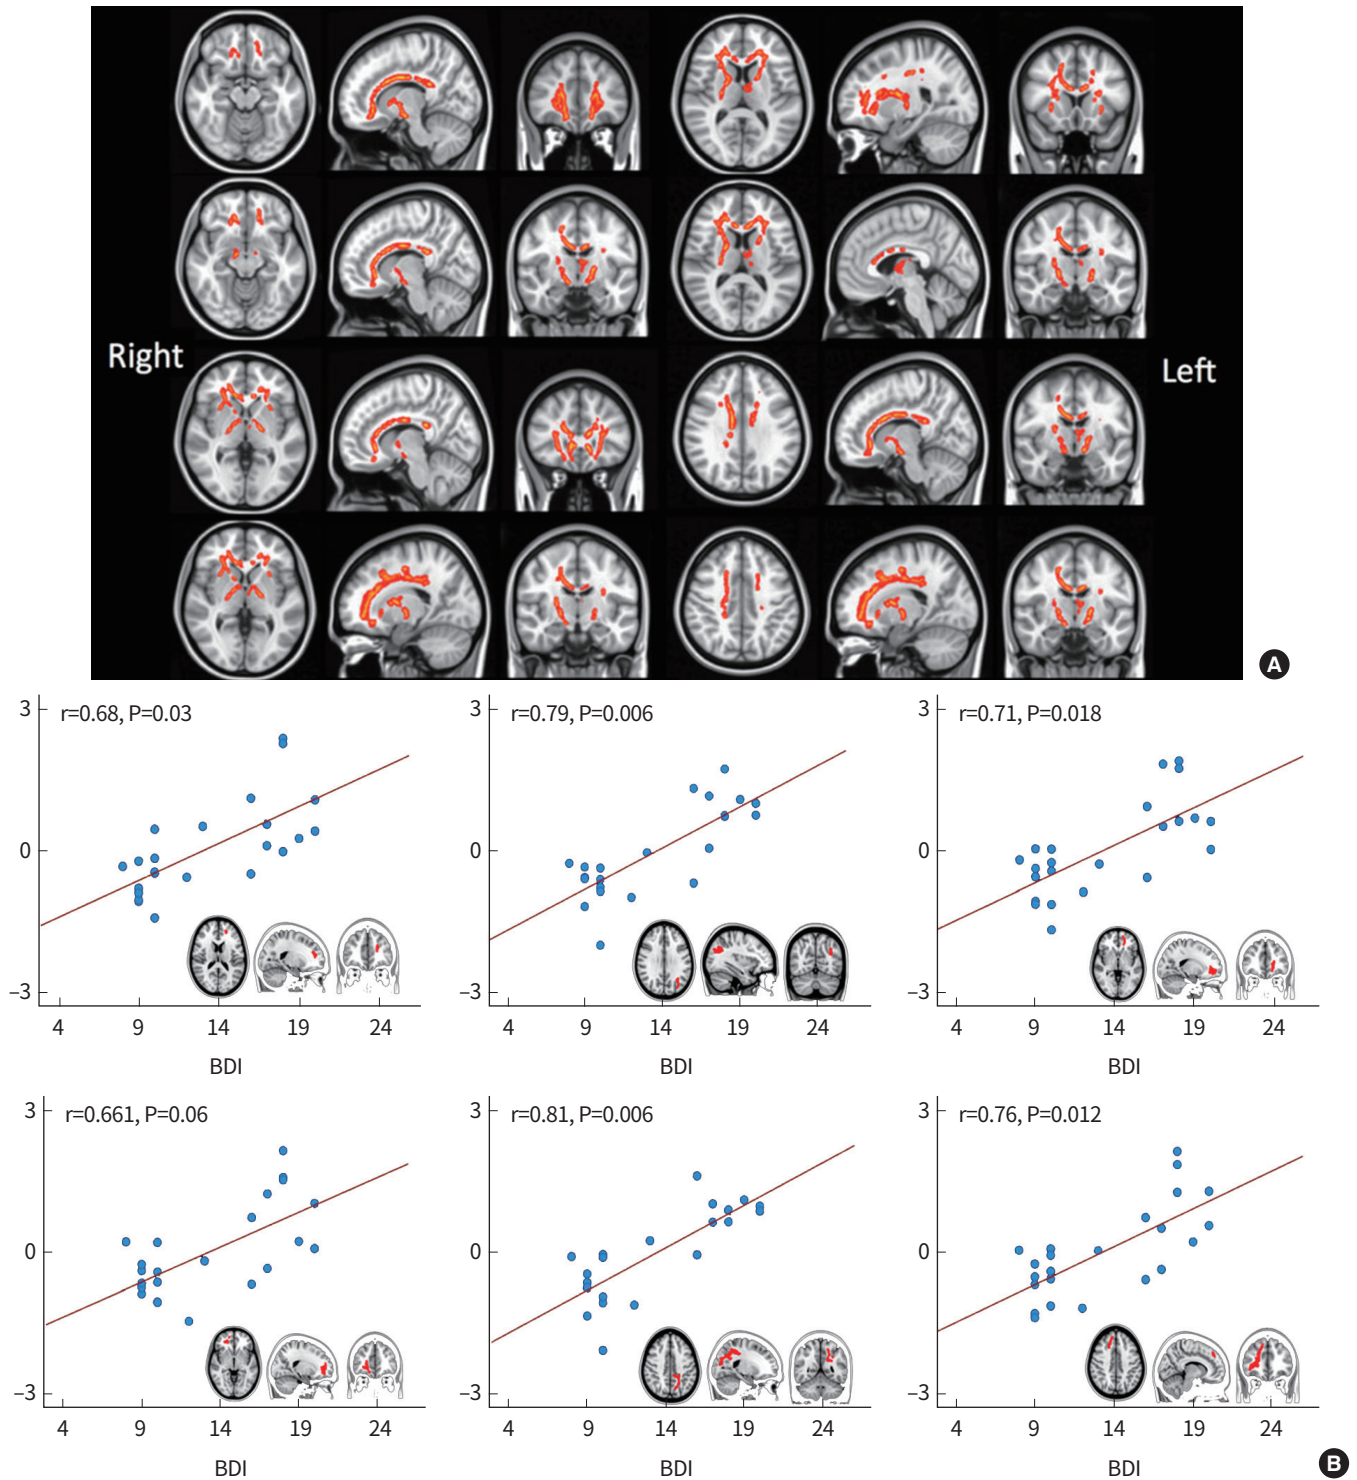 Right
Left
A
r=0.68, P=0.03
3
0
−3
4 9 14 19 24
BDI
r=0.79, P=0.006
3
0
−3
4 9 14 19 24
BDI
r=0.71, P=0.018
3
0
−3
4 9 14 19 24
BDI
r=0.661, P=0.06
3
0
−3
4 9 14 19 24
BDI
r=0.81, P=0.006
3
0
−3
4 9 14 19 24
BDI
r=0.76, P=0.012
3
0
−3
4 9 14 19 24
BDI
B